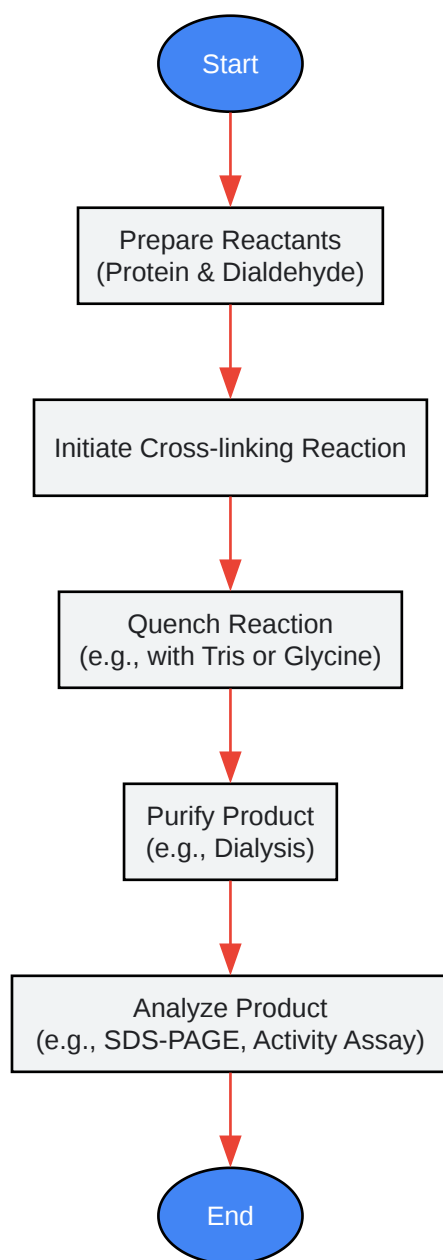 Start
Prepare Reactants
(Protein & Dialdehyde)
Initiate Cross-linking Reaction
Quench Reaction
(e.g., with Tris or Glycine)
Purify Product
(e.g., Dialysis)
Analyze Product
(e.g., SDS-PAGE, Activity Assay)
End